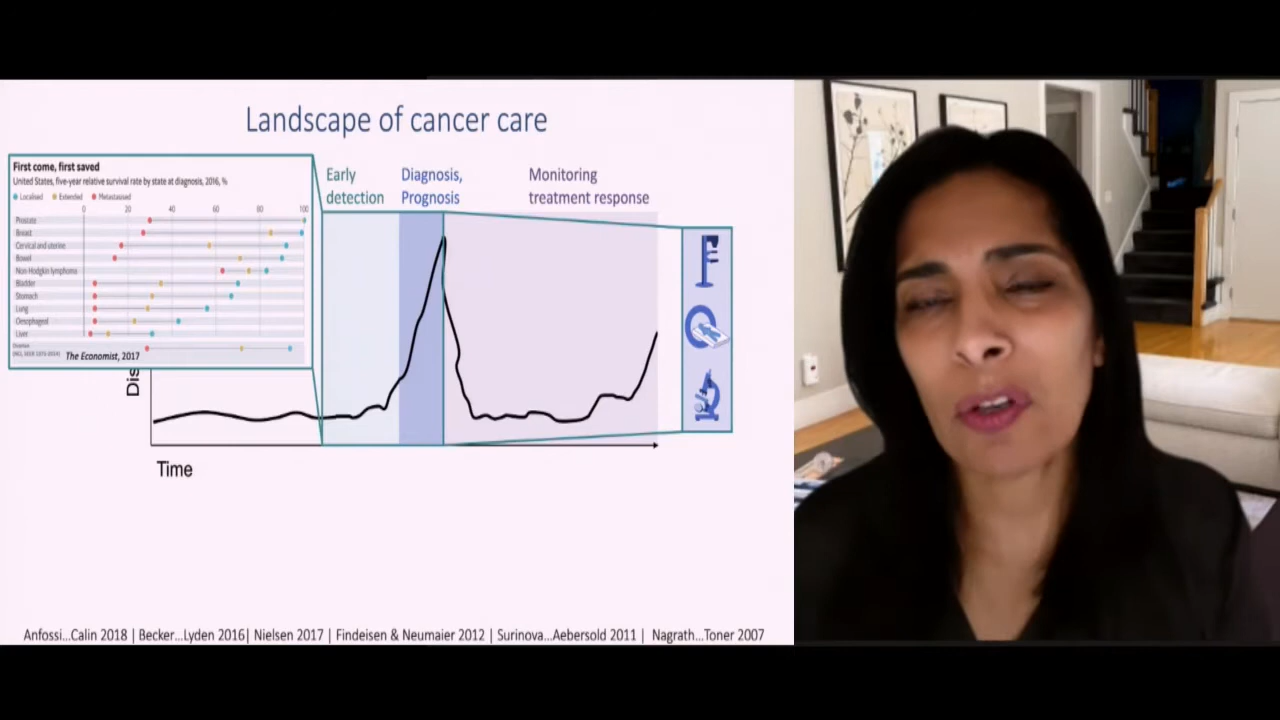 Landscape of cancer care
First come, first saved
United States, five-year relative survival rate by state at diagnosis, 2016, %
Localised Extended Metastasised
0 20 40 60 80 100
Prostate
Breast
Cervical and uterine
Bowel
Non-Hodgkin lymphoma
Bladder
Stomach
Lung
Oesophageal
Liver
The Economist, 2017
Early
detection
Diagnosis,
Prognosis
Monitoring
treatment response
Dis
Time
Anfossi...Calin 2018 | Becker...Lyden 2016| Nielsen 2017 | Findeisen & Neumaier 2012 | Surinova...Aebersold 2011 | Nagrath...Toner 2007